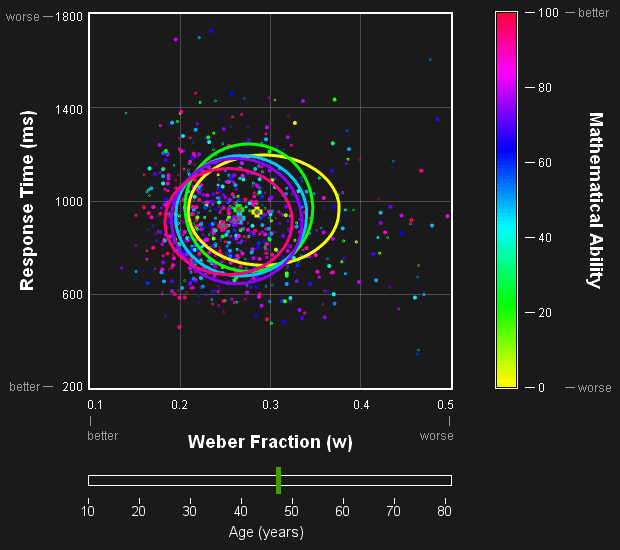 worse
1800
1400
1000
600
200
better
Response Time (ms)
0.1 0.2 0.3 0.4 0.5
better
worse
Weber Fraction (w)
10 20 30 40 50 60 70 80
Age (years)
100
better
80
60
40
20
0
worse
Mathematical Ability